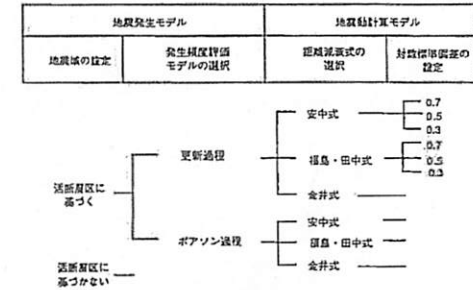 地震発生モデル 地震動計算モデル
地震域の設定 発生頻度評価
モデルの選択 距離減衰式の
選択 対数標準偏差の
設定
活断層区に
基づく
更新過程
安中式
0.7
0.5
0.3
福島・田中式
0.7
0.5
0.3
金井式
ポアソン過程
安中式
福島・田中式
金井式
活断層区に
基づかない